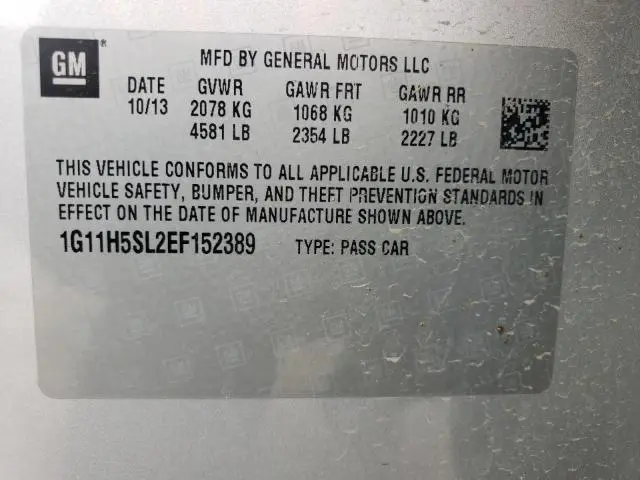 GM
MFD BY GENERAL MOTORS LLC
DATE GVWR GAWR FRT GAWR RR
10/13 2078 KG 1068 KG 1010 KG
4581 LB 2354 LB 2227 LB
THIS VEHICLE CONFORMS TO ALL APPLICABLE U.S. FEDERAL MOTOR
VEHICLE SAFETY, BUMPER, AND THEFT PREVENTION STANDARDS IN
EFFECT ON THE DATE OF MANUFACTURE SHOWN ABOVE.
1G11H5SL2EF152389 TYPE: PASS CAR